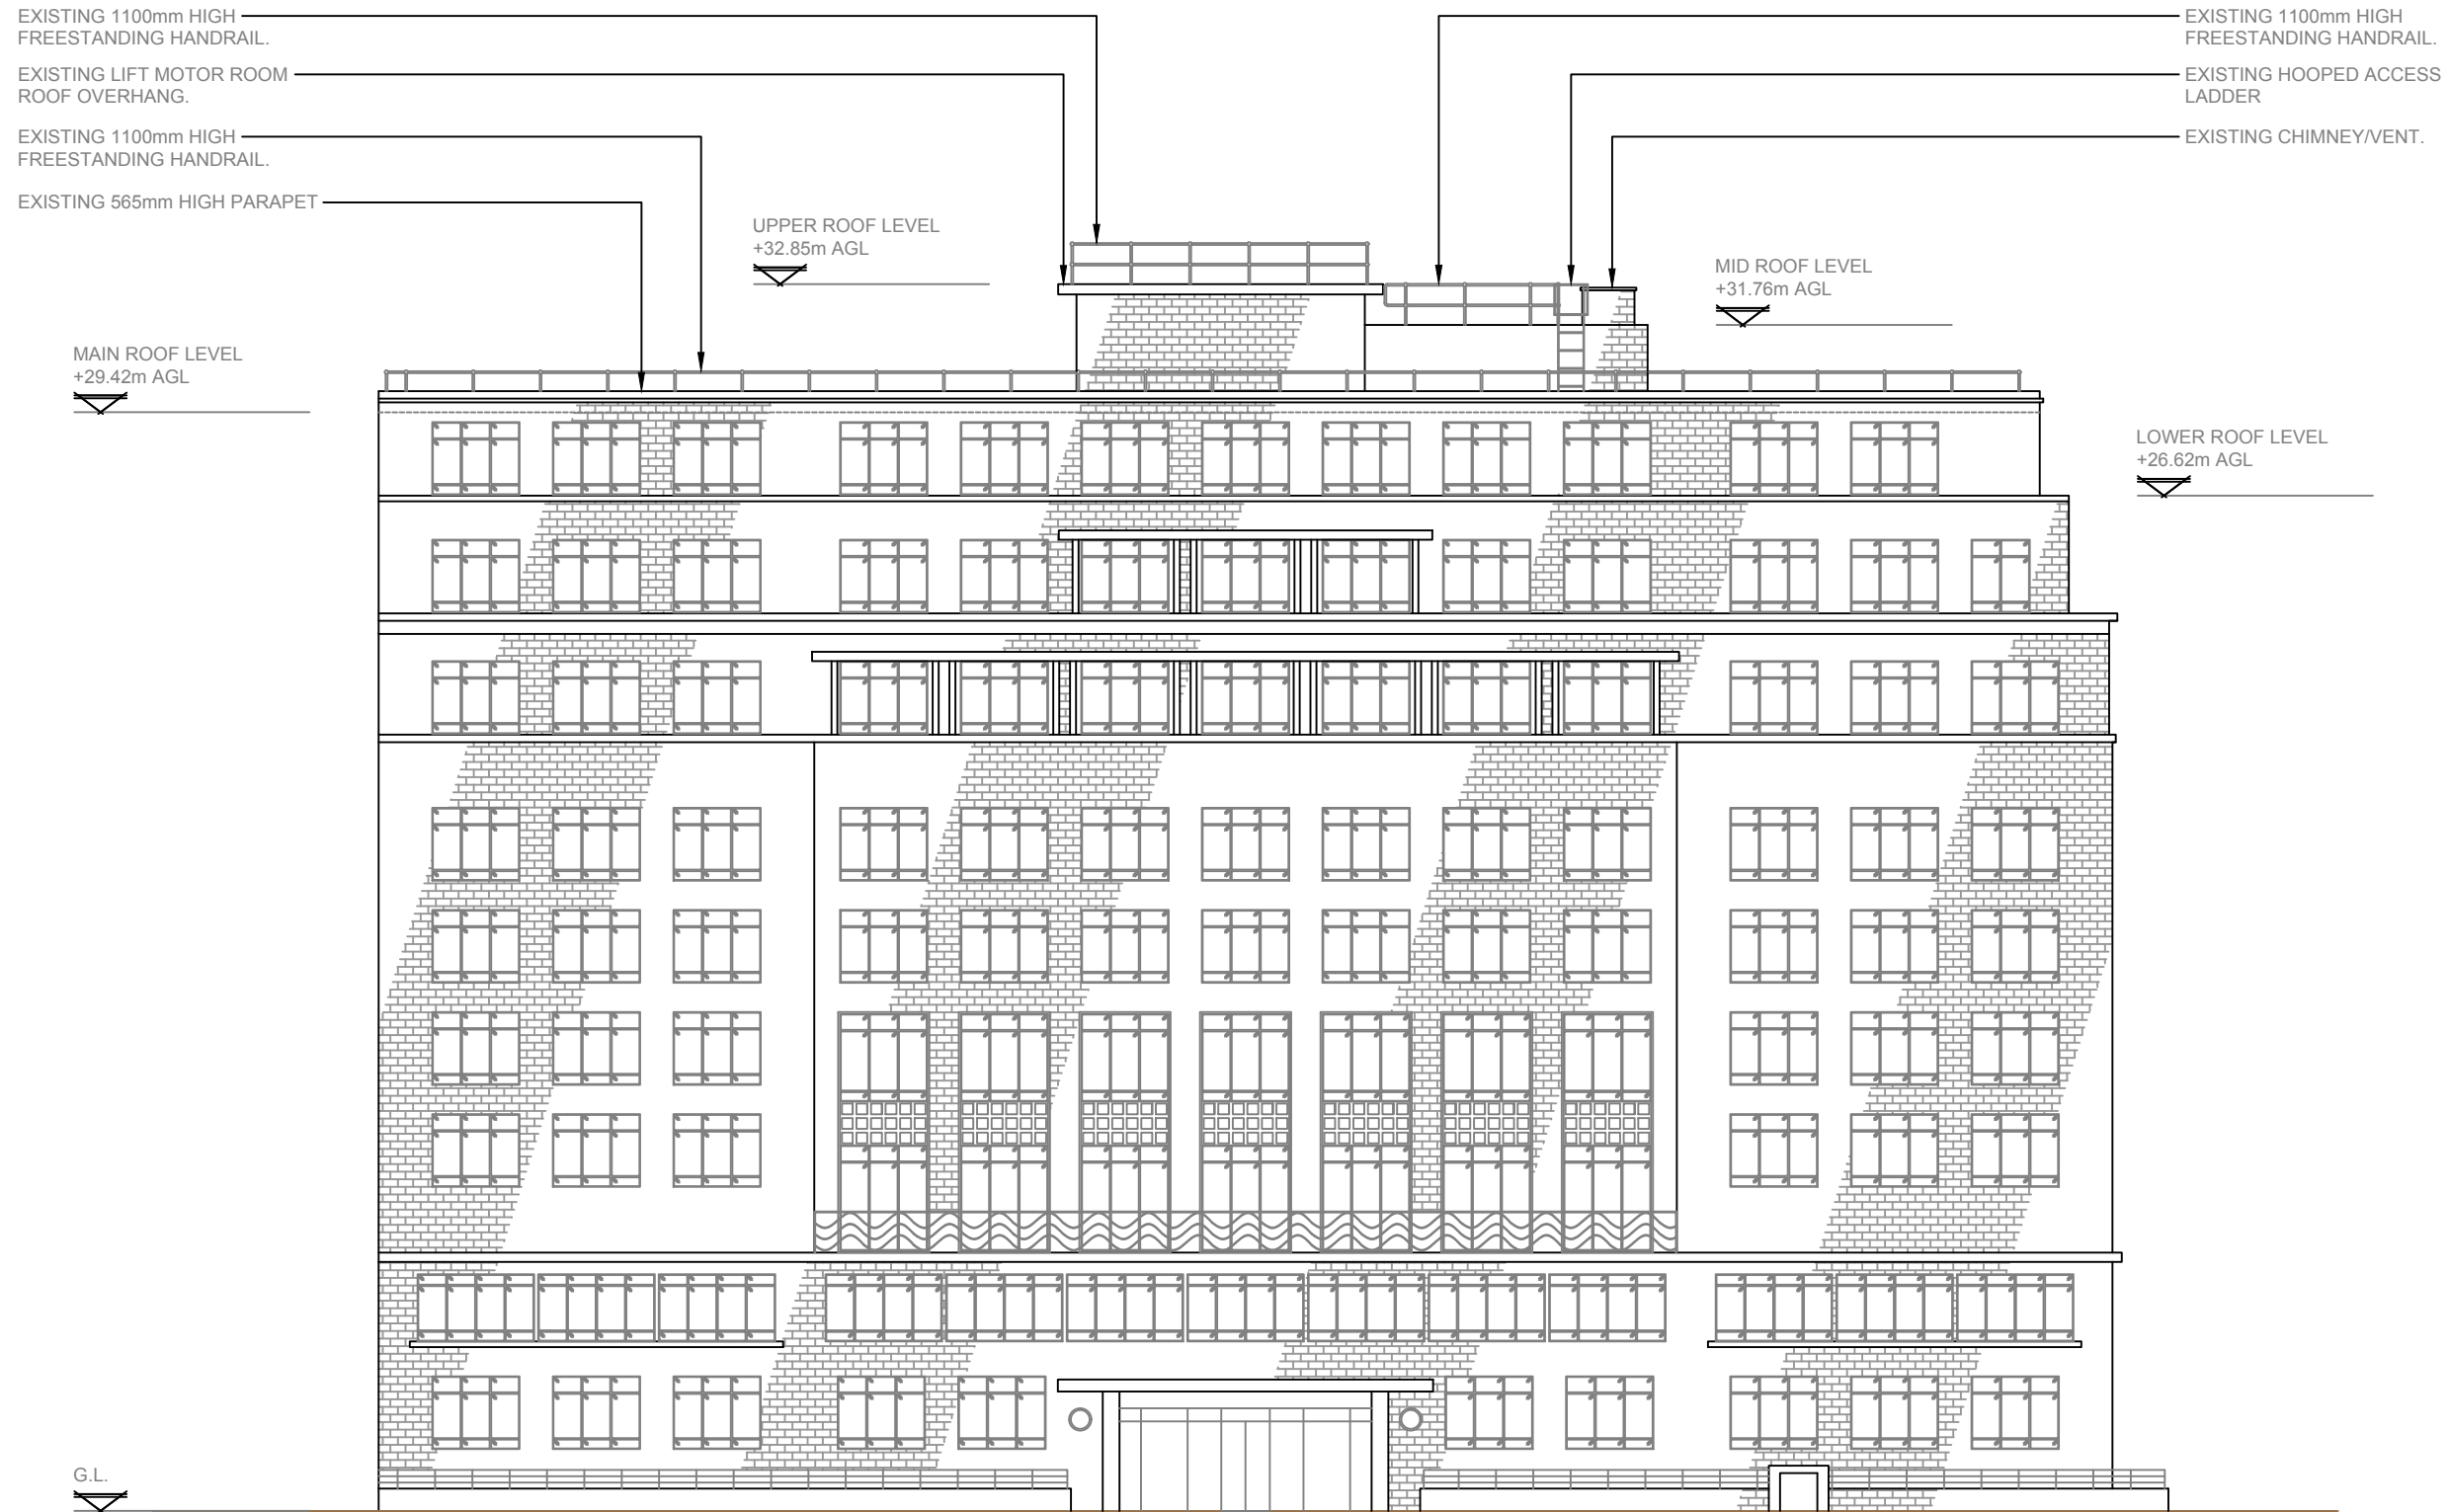 EXISTING 1100mm HIGH
FREESTANDING HANDRAIL.
EXISTING LIFT MOTOR ROOM
ROOF OVERHANG.
EXISTING 1100mm HIGH
FREESTANDING HANDRAIL.
EXISTING 565mm HIGH PARAPET
EXISTING 1100mm HIGH
FREESTANDING HANDRAIL.
EXISTING HOOPED ACCESS
LADDER
EXISTING CHIMNEY/VENT.
UPPER ROOF LEVEL
+32.85m AGL
MID ROOF LEVEL
+31.76m AGL
MAIN ROOF LEVEL
+29.42m AGL
LOWER ROOF LEVEL
+26.62m AGL
G.L.